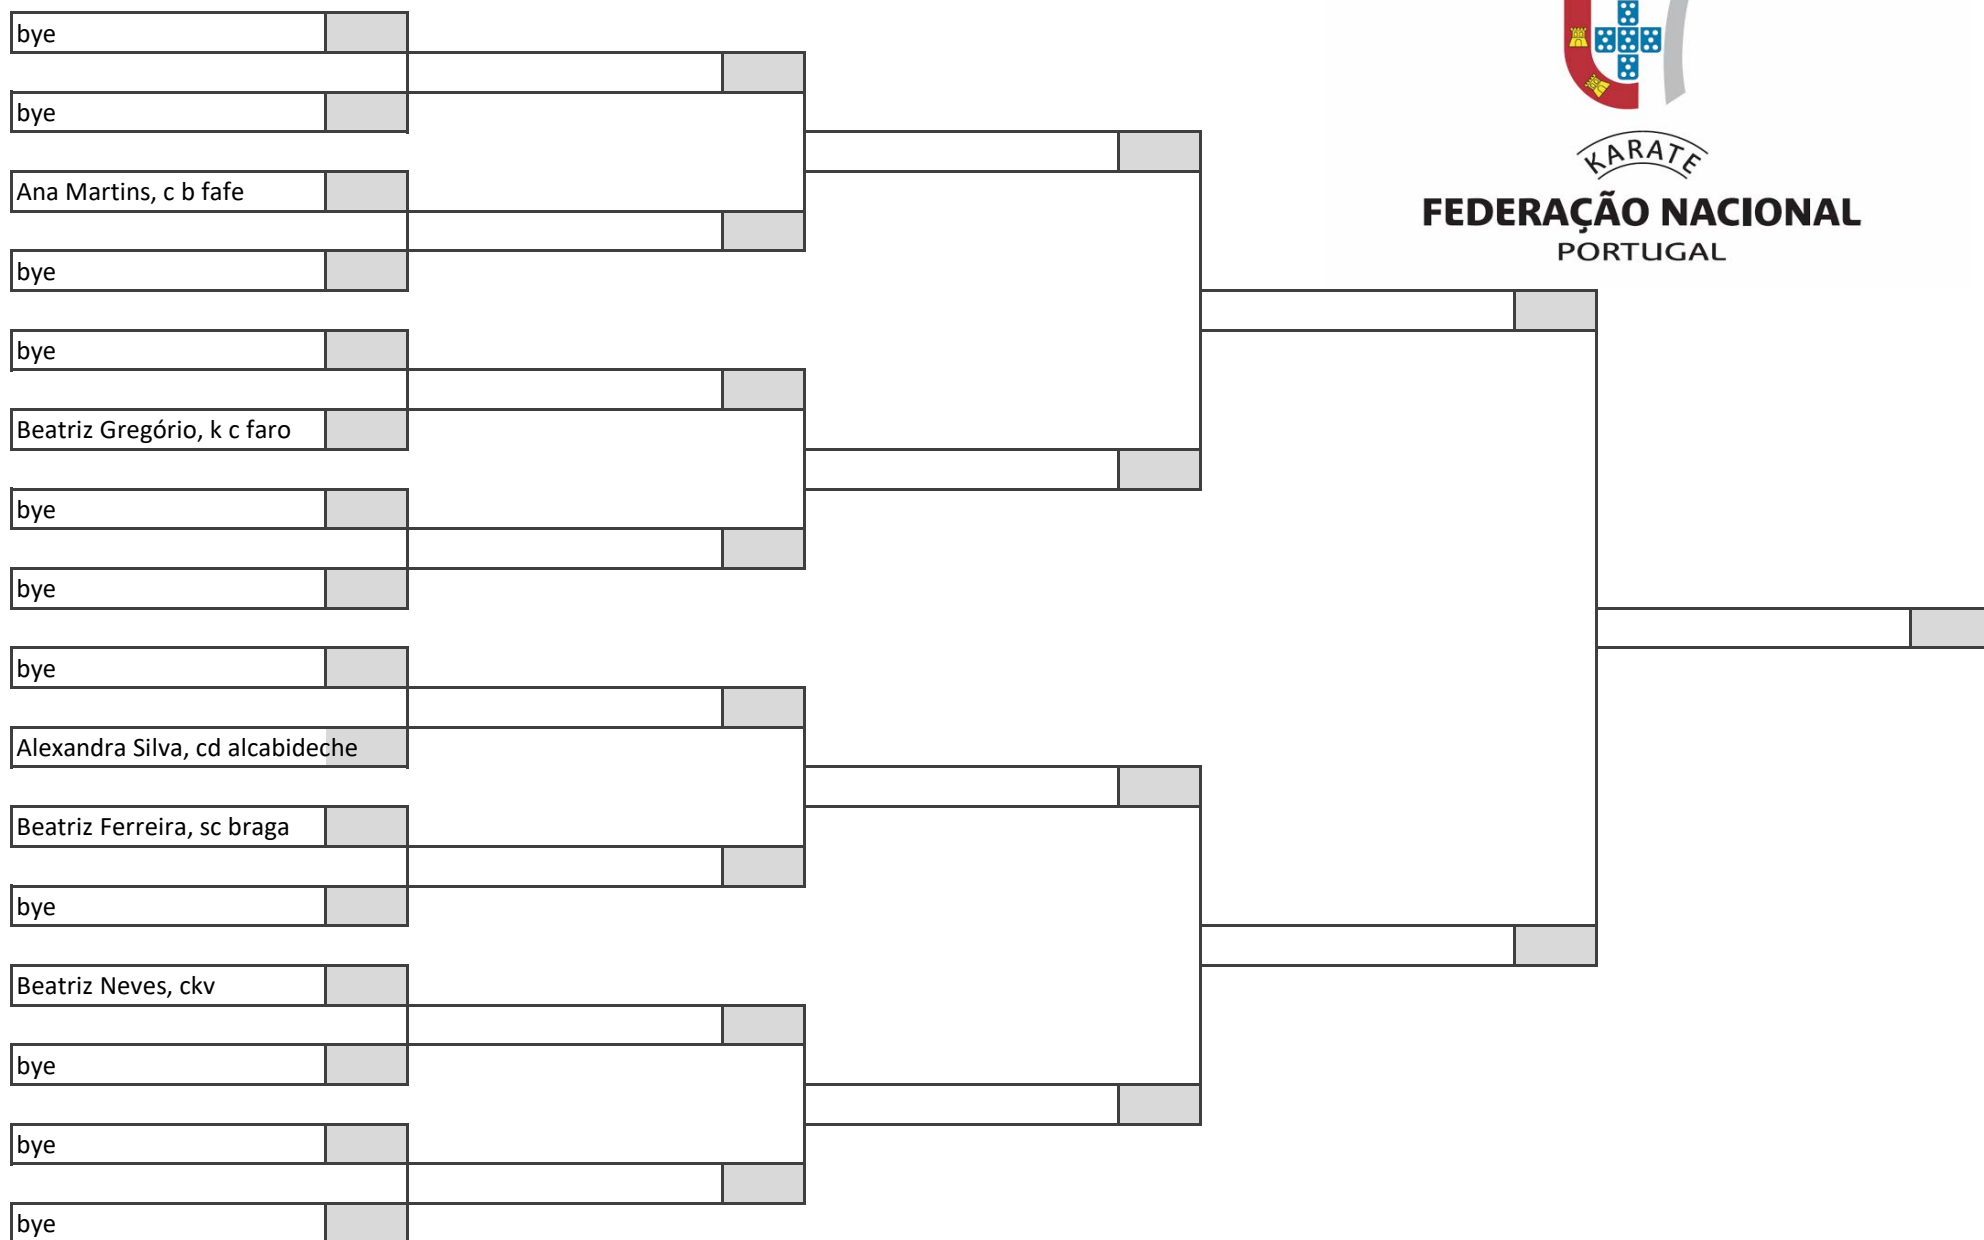 bye
bye
Ana Martins, c b fafe
bye
bye
Beatriz Gregório, k c faro
bye
bye
bye
Alexandra Silva, cd alcabideche
Beatriz Ferreira, sc braga
bye
Beatriz Neves, ckv
bye
bye
bye
KARATE
FEDERAÇÃO NACIONAL
PORTUGAL